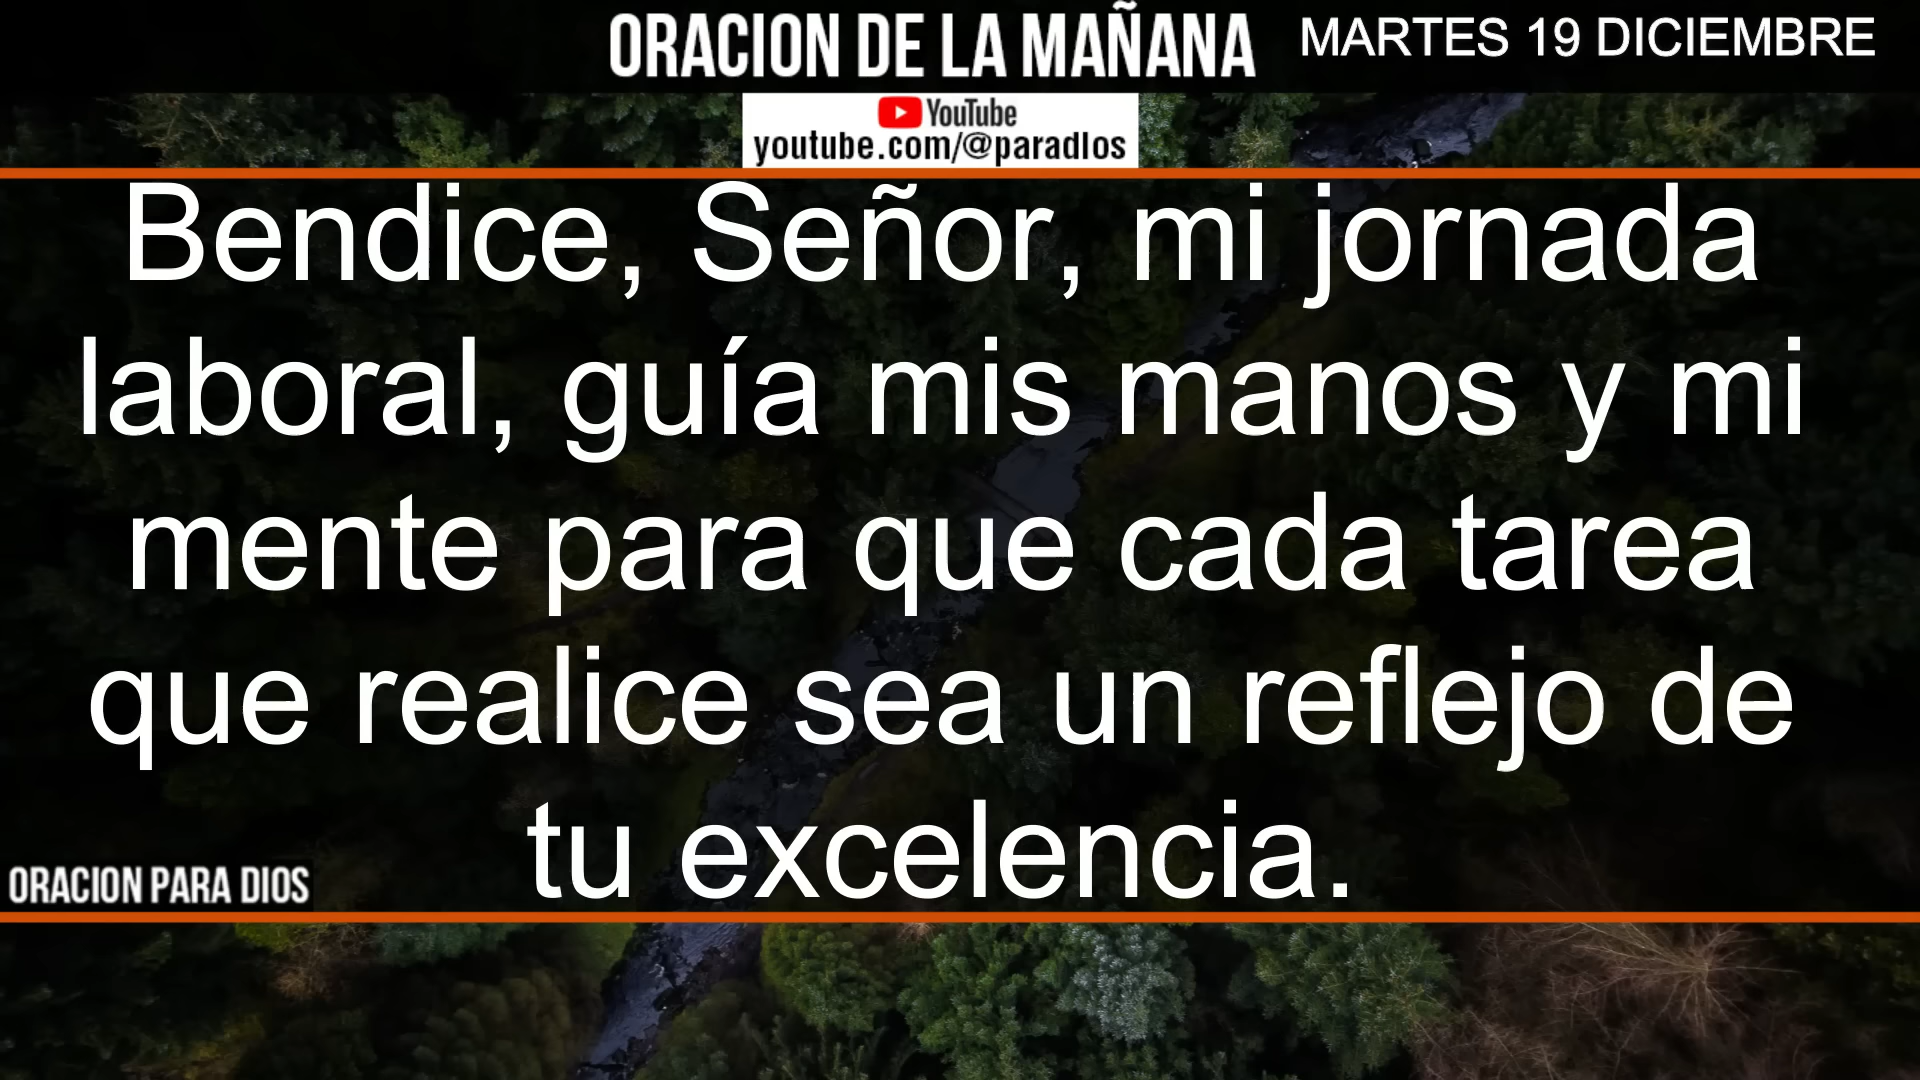 ORACION DE LA MAÑANA
MARTES 19 DICIEMBRE
YouTube
youtube.com/@paradIos
Bendice, Señor, mi jornada
laboral, guía mis manos y mi
mente para que cada tarea
que realice sea un reflejo de
tu excelencia.
ORACION PARA DIOS